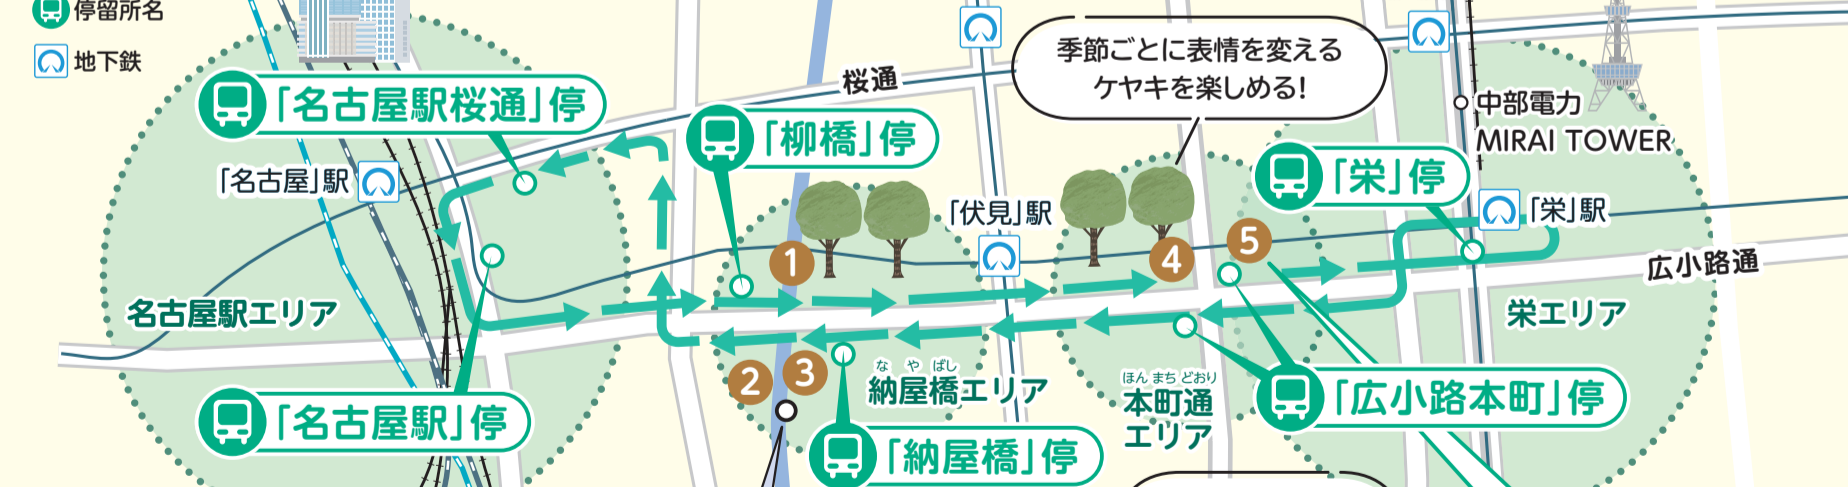 停留所名
地下鉄
「名古屋駅桜通」停
「名古屋」駅
名古屋駅エリア
「名古屋駅」停
桜通
「柳橋」停
1
2
3
な や ばし
納屋橋エリア
「納屋橋」停
「伏見」駅
季節ごとに表情を変える
ケヤキを楽しめる!
4
5
ほん まち どおり
本町通
エリア
「栄」停
「栄」駅
中部電力
MIRAI TOWER
広小路通
栄エリア
「広小路本町」停